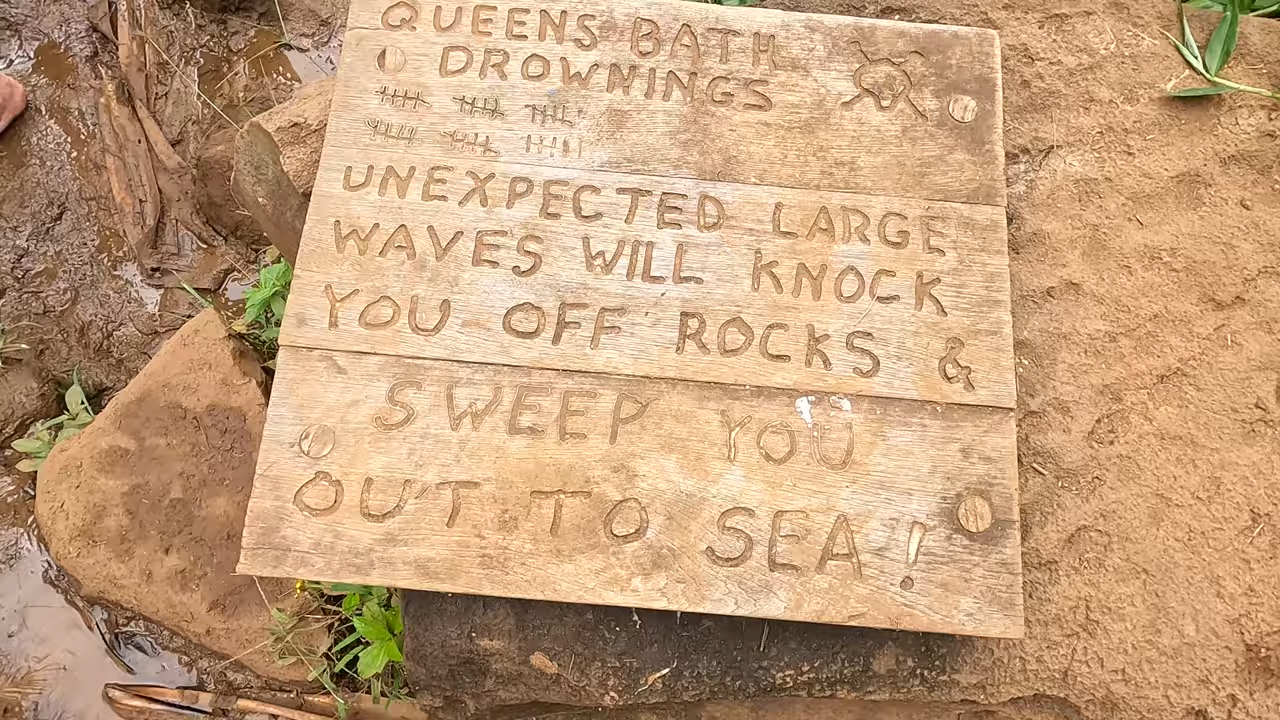 QUEENS BATH
DROWNINGS
UNEXPECTED LARGE
WAVES WILL KNOCK
YOU OFF ROCKS &
SWEEP YOU
OUT TO SEA!